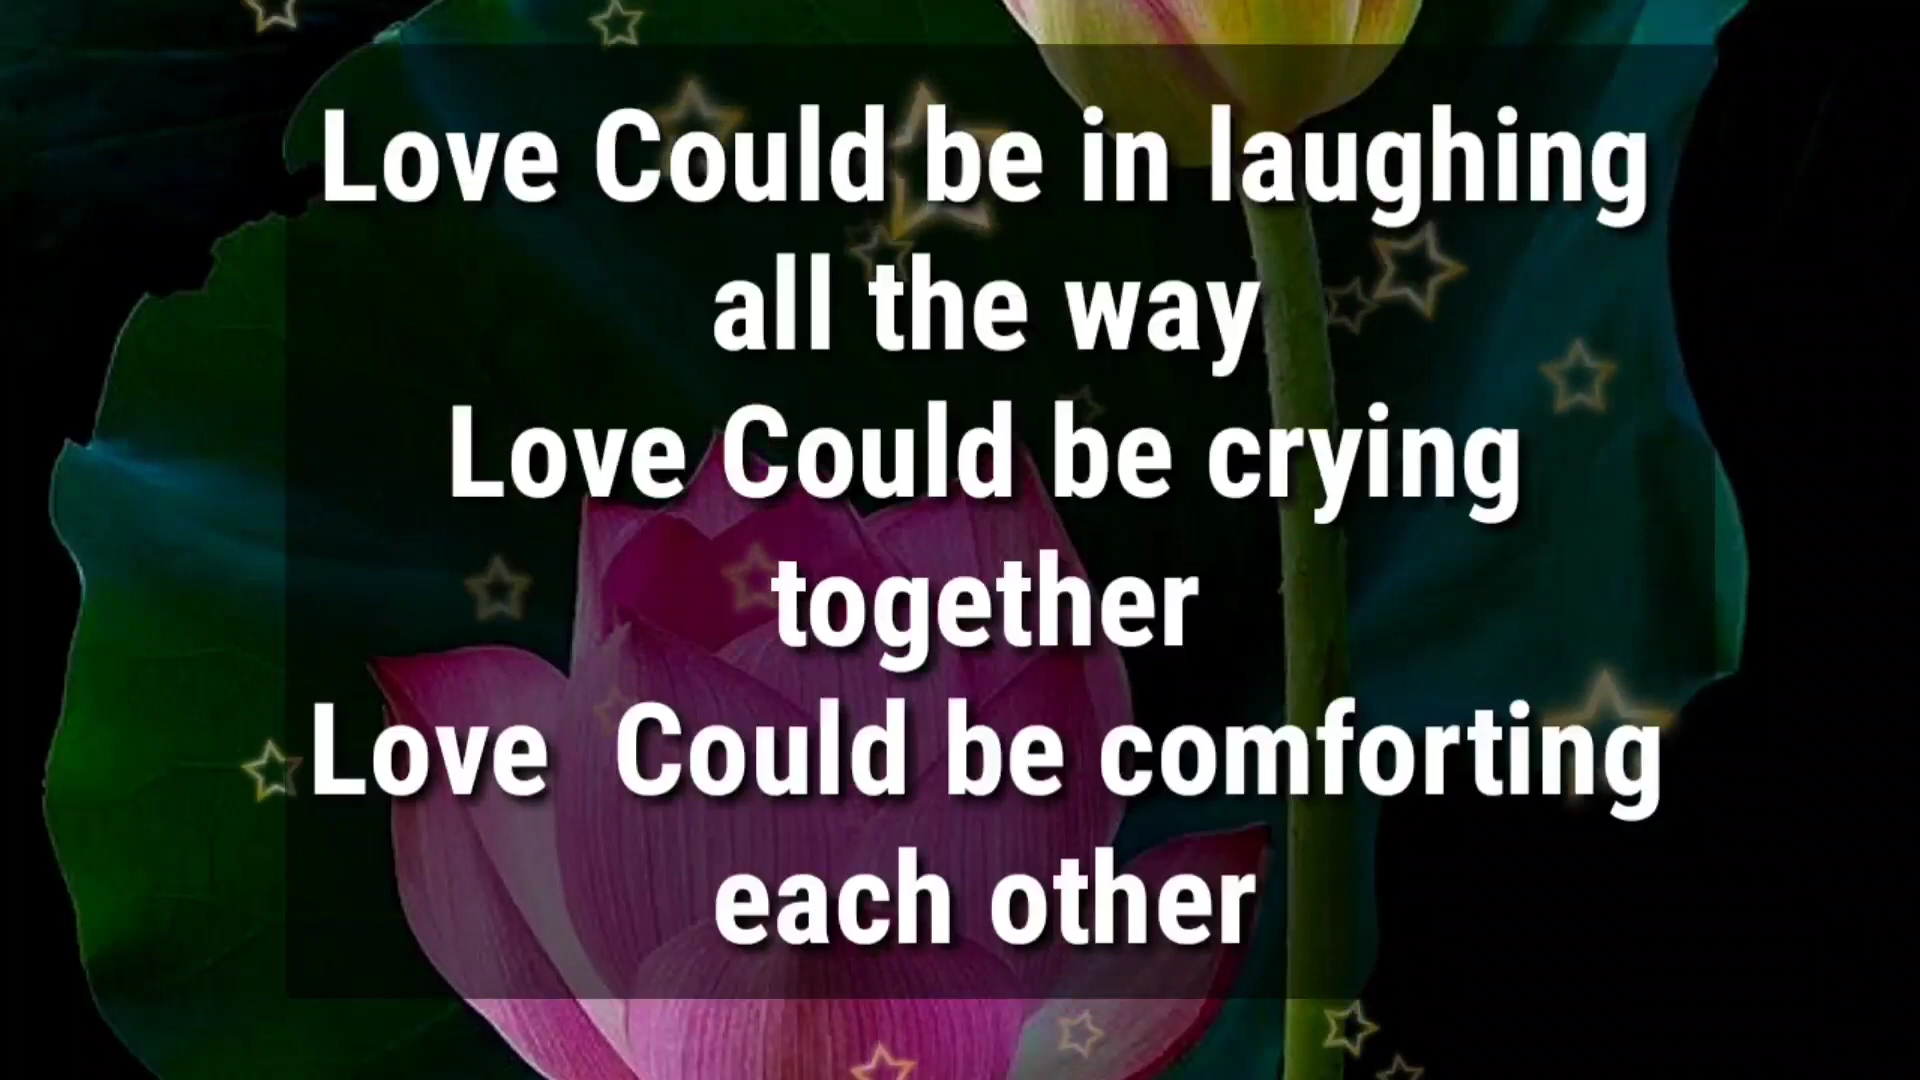 Love Could be in laughing
all the way
Love Could be crying
together
Love  Could be comforting
each other